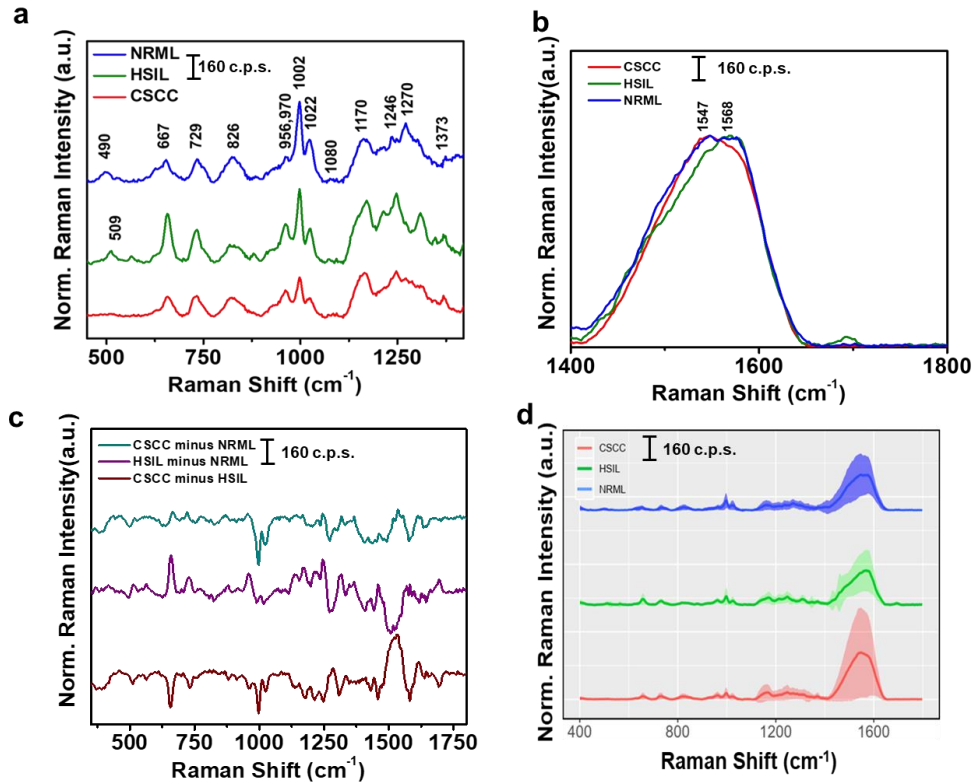 a
Norm. Raman Intensity (a.u.)
NRML
HSIL
CSCC
160 c.p.s.
490
509
667
729
826
956,970
1002
1022
1080
1170
1246
1270
1373
500 750 1000 1250
Raman Shift (cm-1)
b
Norm. Raman Intensity (a.u.)
CSCC
HSIL
NRML
160 c.p.s.
1547
1568
1400 1600 1800
Raman Shift (cm-1)
c
Norm. Raman Intensity(a.u.)
CSCC minus NRML
HSIL minus NRML
CSCC minus HSIL
160 c.p.s.
500 750 1000 1250 1500 1750
Raman Shift (cm-1)
d
Norm. Raman Intensity (a.u.)
CSCC
HSIL
NRML
160 c.p.s.
400 800 1200 1600
Raman Shift (cm-1)